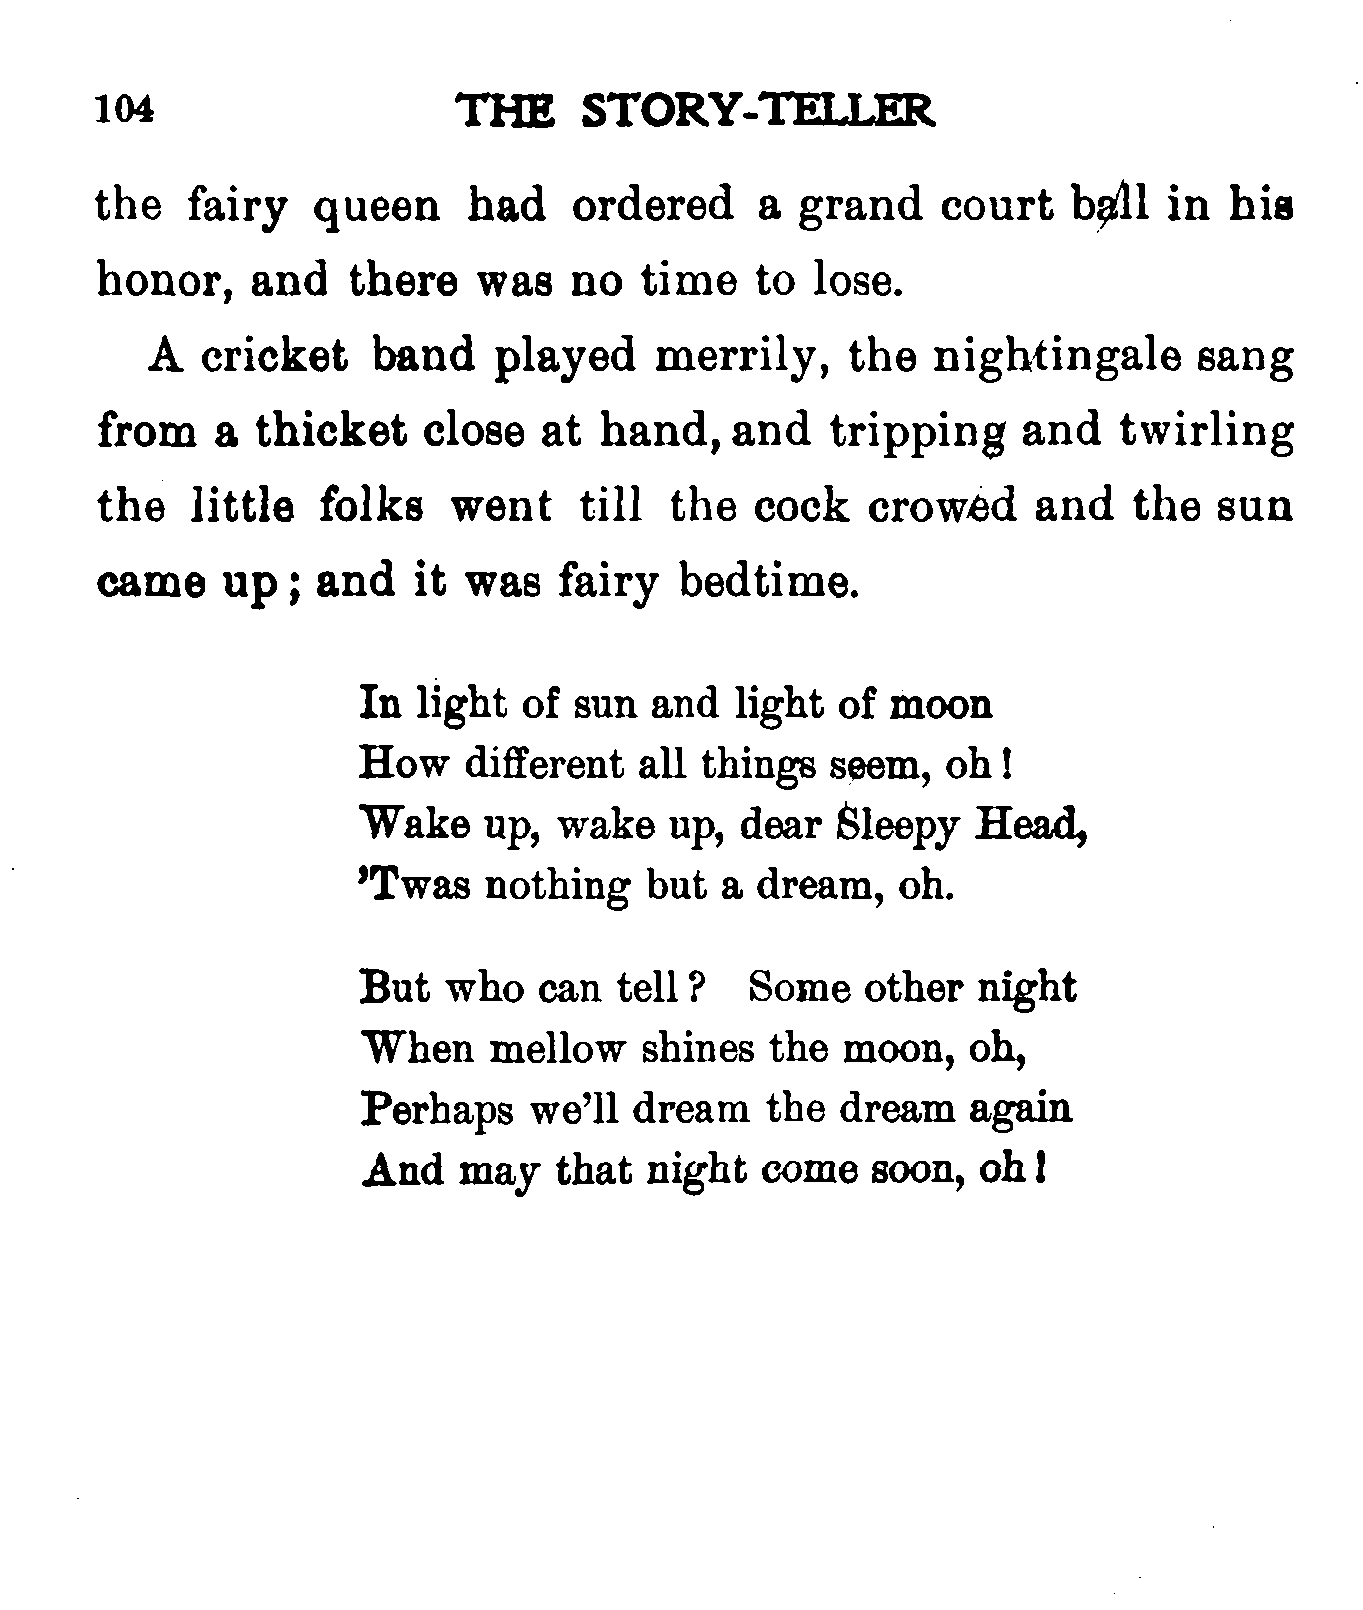 104 THE STORY-TELLER
the fairy queen had ordered a grand court ball in his
honor, and there was no time to lose.
A cricket band played merrily, the nightingale sang
from a thicket close at hand, and tripping and twirling
the little folks went till the cock crowed and the sun
came up; and it was fairy bedtime.
In light of sun and light of moon
How different all things seem, oh!
Wake up, wake up, dear Sleepy Head,
’Twas nothing but a dream, oh.
But who can tell? Some other night
When mellow shines the moon, oh,
Perhaps we’ll dream the dream again
And may that night come soon, oh!